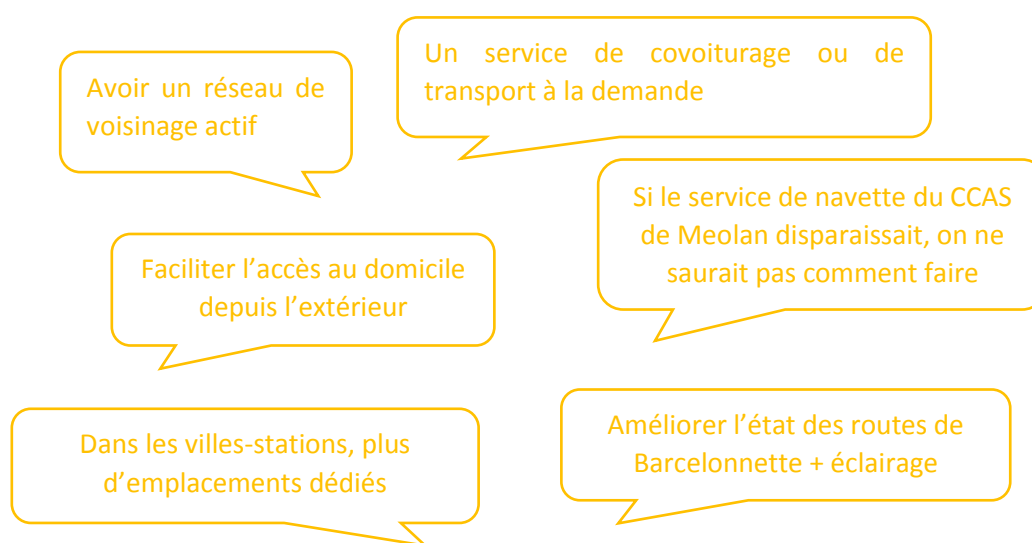 Un service de covoiturage ou de
transport à la demande
Avoir un réseau de
voisinage actif
Si le service de navette du CCAS
de Meolan disparaissait, on ne
saurait pas comment faire
Faciliter l’accès au domicile
depuis l’extérieur
Améliorer l’état des routes de
Barcelonnette + éclairage
Dans les villes-stations, plus
d’emplacements dédiés